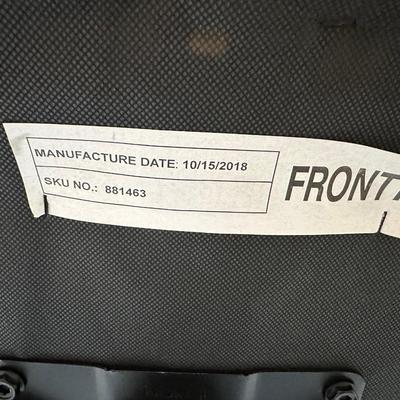 MANUFACTURE DATE: 10/15/2018
SKU NO.: 881463
FRONT